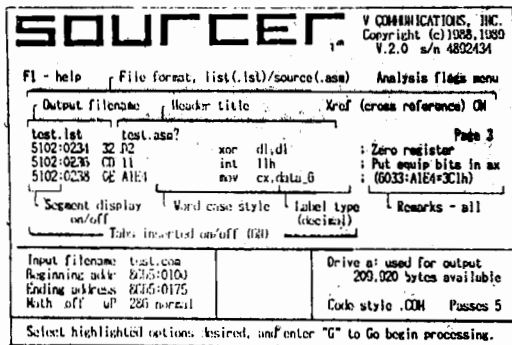 SOURCER
V COMMUNICATIONS, INC.
Copyright (c)1988,1989
V.2.0 s/n 4892434
F1 - help File format, list(.lst)/source(.asm) Analysis flags menu
Output filename Header title Xref (cross reference) ON
test.lst test.asm? Page 3
5102:0234 32 D2 xor dl,dl ; Zero register
5102:0236 CD 11 int 11h ; Put equip bits in ax
5102:0238 A1E4 mov cx,data_6 ; (6033:A1E4=3C1h)
Segment display on/off Word case style Label type (decimal) Remarks - all
Tabs inserted on/off
Input filename test.com Drive a: used for output
Beginning addr 209,920 bytes available
Ending address
Math off uP 286 normal Code style .COM Passes 5
Select highlighted options desired, and enter "G" to Go begin processing.